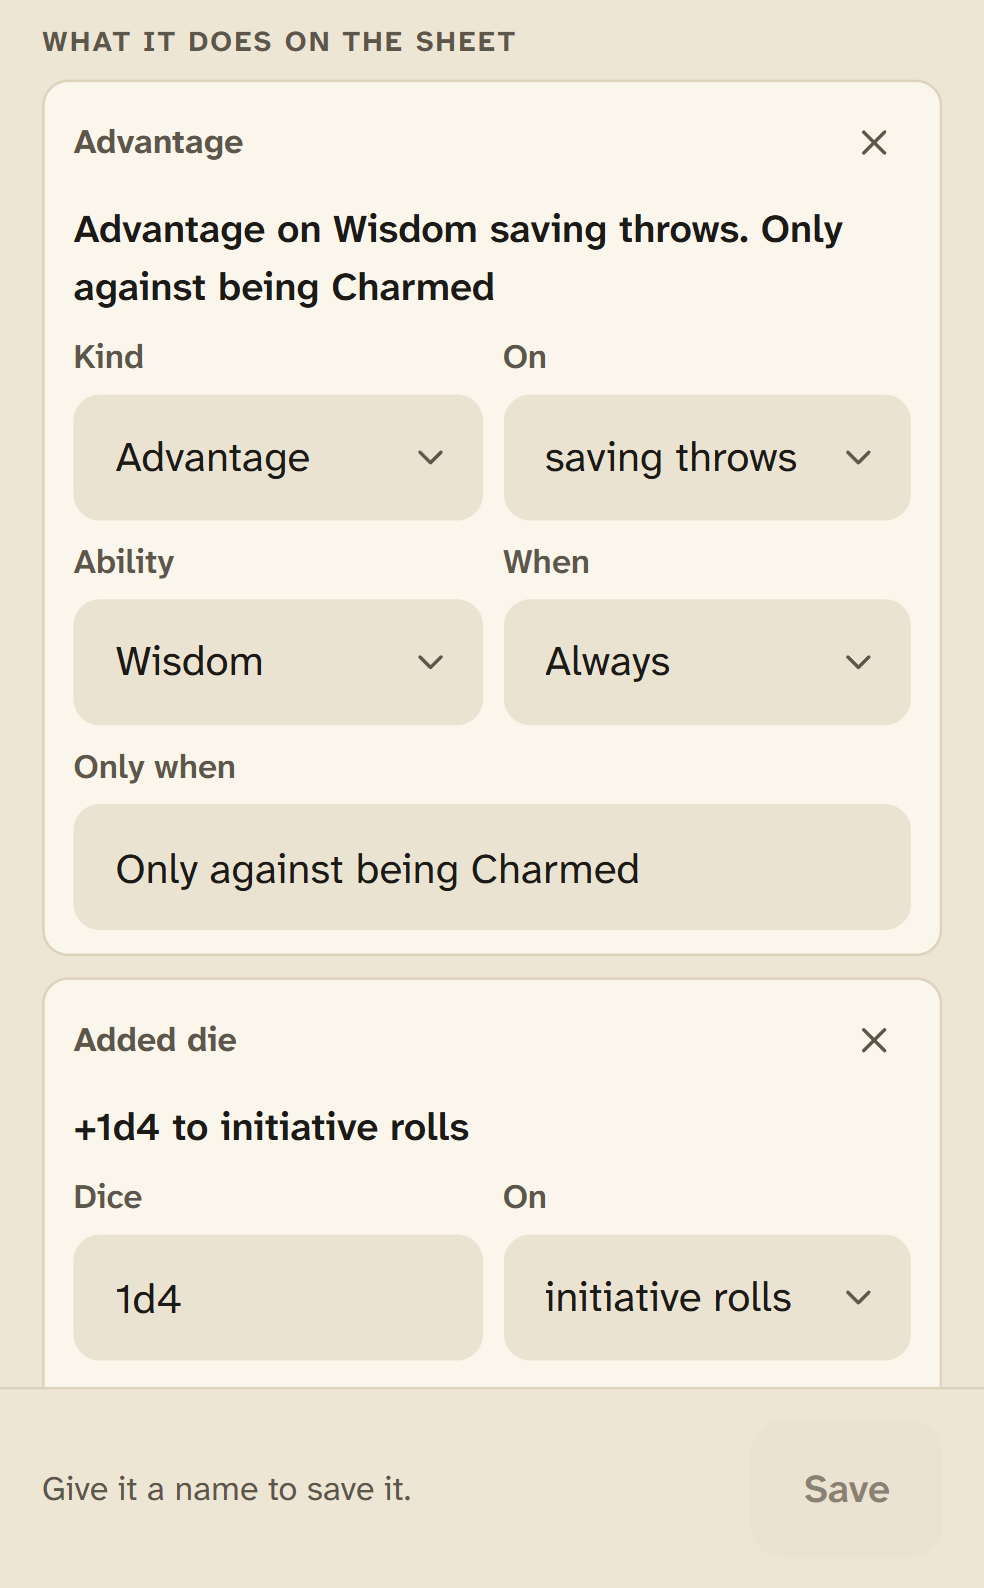 WHAT IT DOES ON THE SHEET
Advantage
Advantage on Wisdom saving throws. Only
against being Charmed
Kind
On
Advantage
saving throws
Ability
When
Wisdom
Always
Only when
Only against being Charmed
Added die
+1d4 to initiative rolls
Dice
On
1d4
initiative rolls
Give it a name to save it.
Save